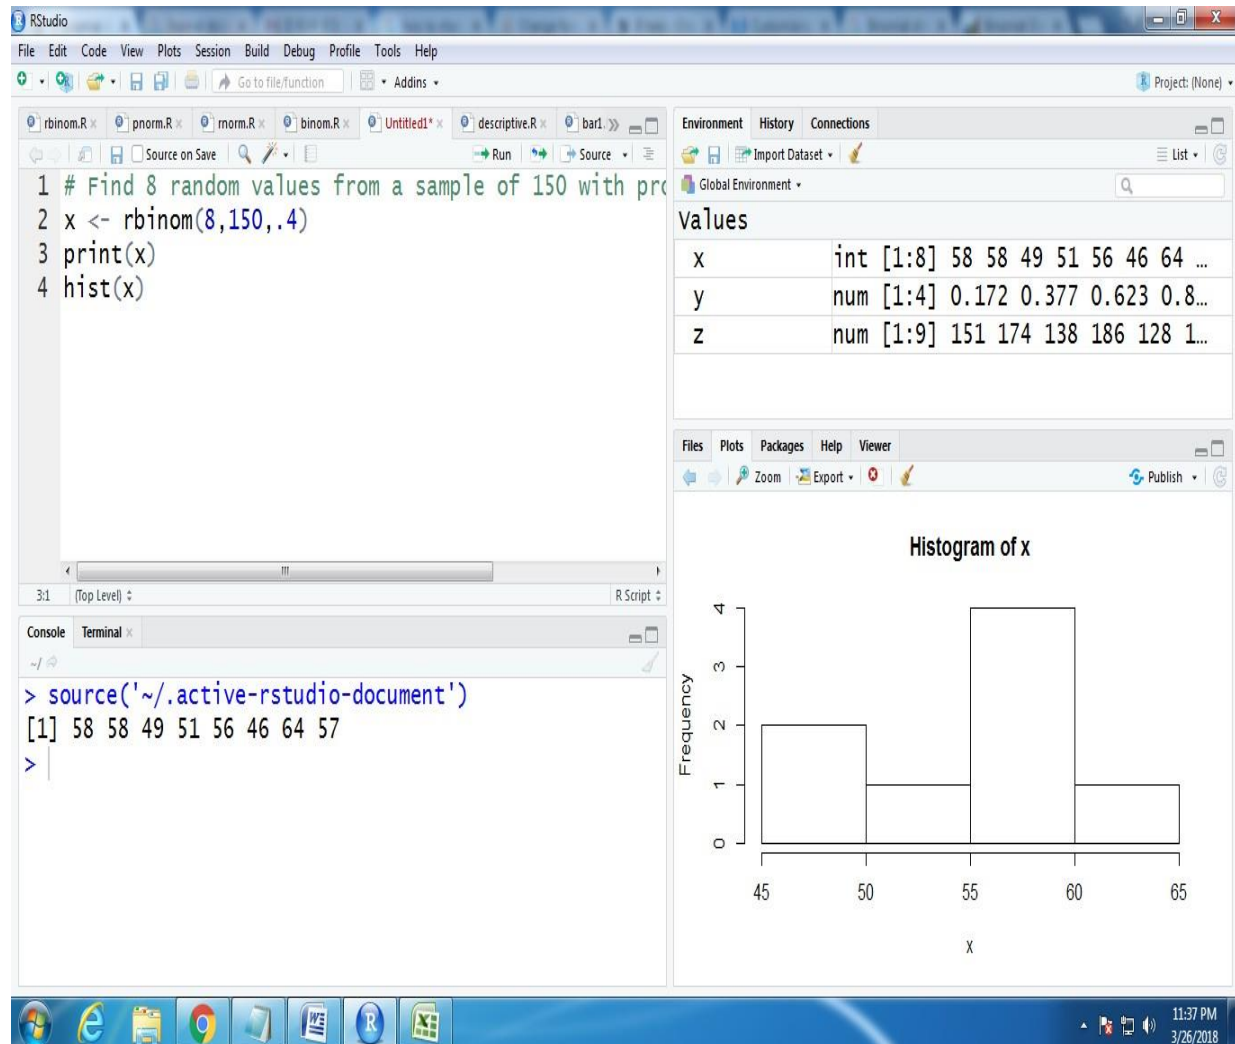 RStudio
File Edit Code View Plots Session Build Debug Profile Tools Help
Go to file/function Addins Project: (None)
rbinom.R pnorm.R rnorm.R binom.R Untitled1* descriptive.R bar1.
Source on Save Run Source
1 # Find 8 random values from a sample of 150 with pro
2 x <- rbinom(8,150,.4)
3 print(x)
4 hist(x)
3:1 (Top Level) R Script
Console Terminal
~/
> source('~/.active-rstudio-document')
[1] 58 58 49 51 56 46 64 57
>
Environment History Connections
Import Dataset List
Global Environment
Values
x int [1:8] 58 58 49 51 56 46 64 …
y num [1:4] 0.172 0.377 0.623 0.8…
z num [1:9] 151 174 138 186 128 1…
Files Plots Packages Help Viewer
Zoom Export Publish
Histogram of x
Frequency
4
3
2
1
0
45 50 55 60 65
x
11:37 PM
3/26/2018